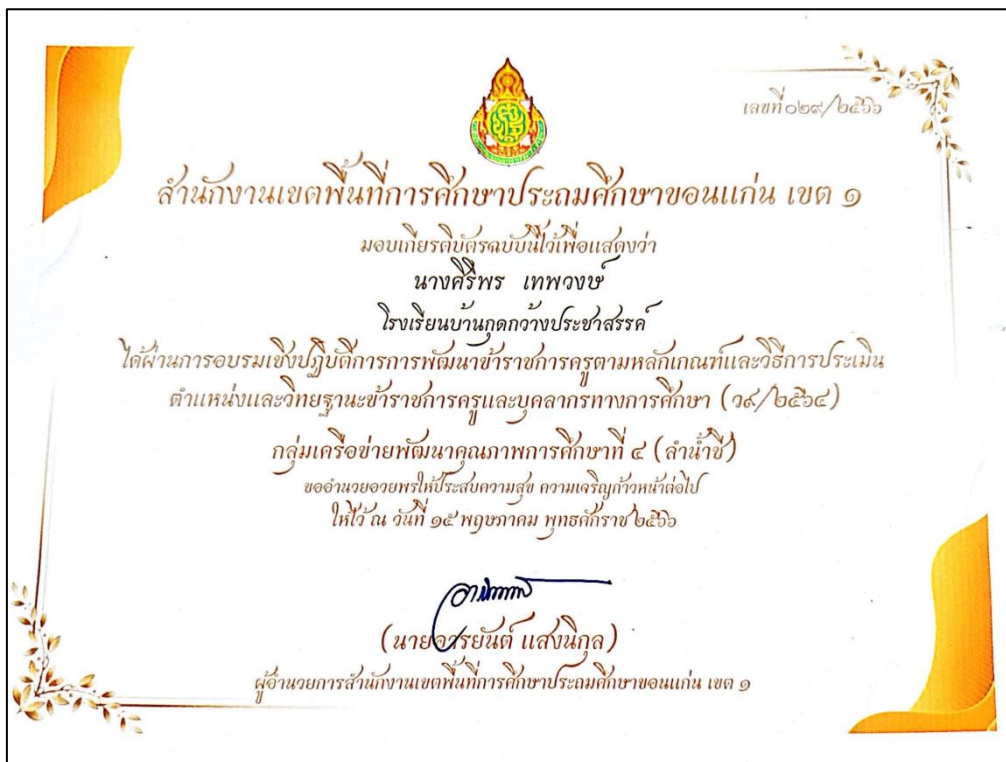 เลขที่ ๐๒๙/๒๕๖๖
สำนักงานเขตพื้นที่การศึกษาประถมศึกษาขอนแก่น เขต ๑
มอบเกียรติบัตรฉบับนี้ไว้เพื่อแสดงว่า
นางศิริพร เทพวงษ์
โรงเรียนบ้านกุดกว้างประชาสรรค์
ได้ผ่านการอบรมเชิงปฏิบัติการการพัฒนาข้าราชการครูตามหลักเกณฑ์และวิธีการประเมิน
ตำแหน่งและวิทยฐานะข้าราชการครูและบุคลากรทางการศึกษา (ว๙/๒๕๖๔)
กลุ่มเครือข่ายพัฒนาคุณภาพการศึกษาที่ ๔ (ลำน้ำชี)
ขออำนวยอวยพรให้ประสบความสุข ความเจริญก้าวหน้าต่อไป
ให้ไว้ ณ วันที่ ๑๕ พฤษภาคม พุทธศักราช ๒๕๖๖
(นายอารยันต์ แสงนิกุล)
ผู้อำนวยการสำนักงานเขตพื้นที่การศึกษาประถมศึกษาขอนแก่น เขต ๑